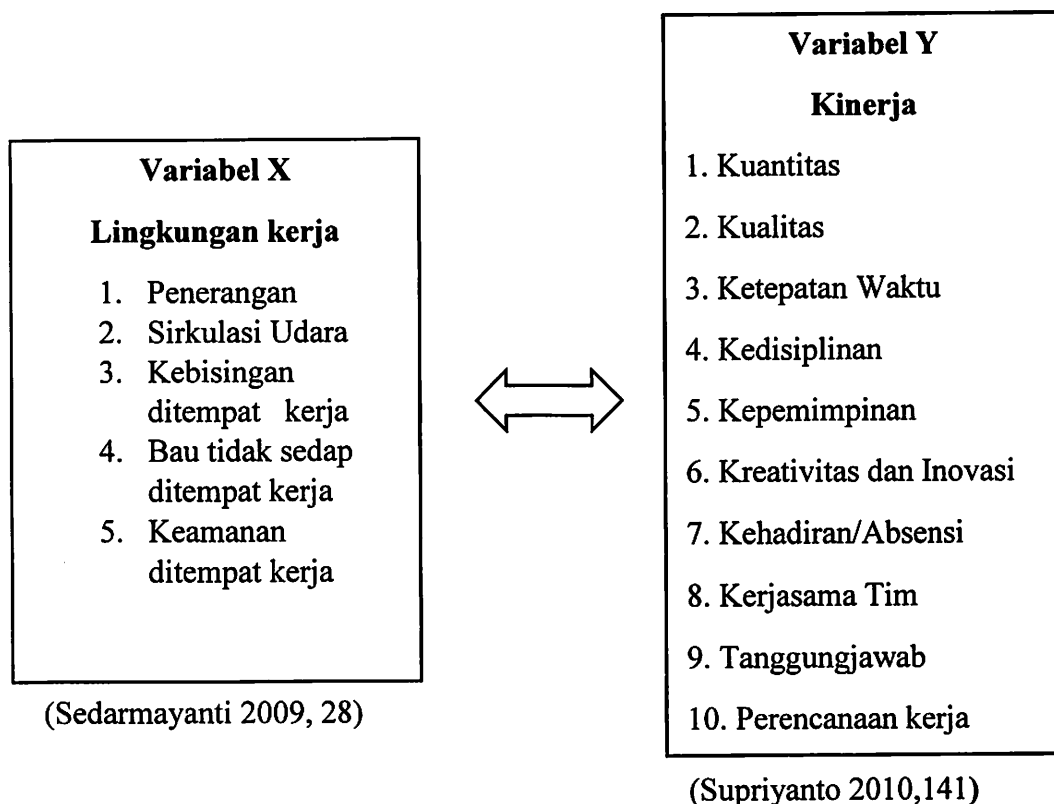 Variabel X
Lingkungan kerja
1. Penerangan
2. Sirkulasi Udara
3. Kebisingan
ditempat kerja
4. Bau tidak sedap
ditempat kerja
5. Keamanan
ditempat kerja
(Sedarmayanti 2009, 28)
Variabel Y
Kinerja
1. Kuantitas
2. Kualitas
3. Ketepatan Waktu
4. Kedisiplinan
5. Kepemimpinan
6. Kreativitas dan Inovasi
7. Kehadiran/Absensi
8. Kerjasama Tim
9. Tanggungjawab
10. Perencanaan kerja
(Supriyanto 2010,141)